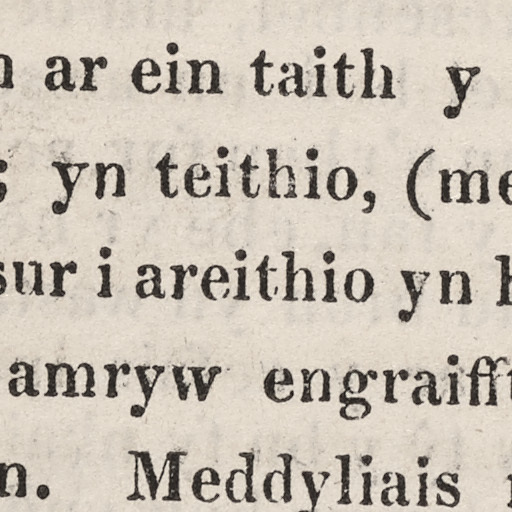 ar ein taith y
; yn teithio, (me
sur i areithio yn
amryw engraifft
n. Meddyliais